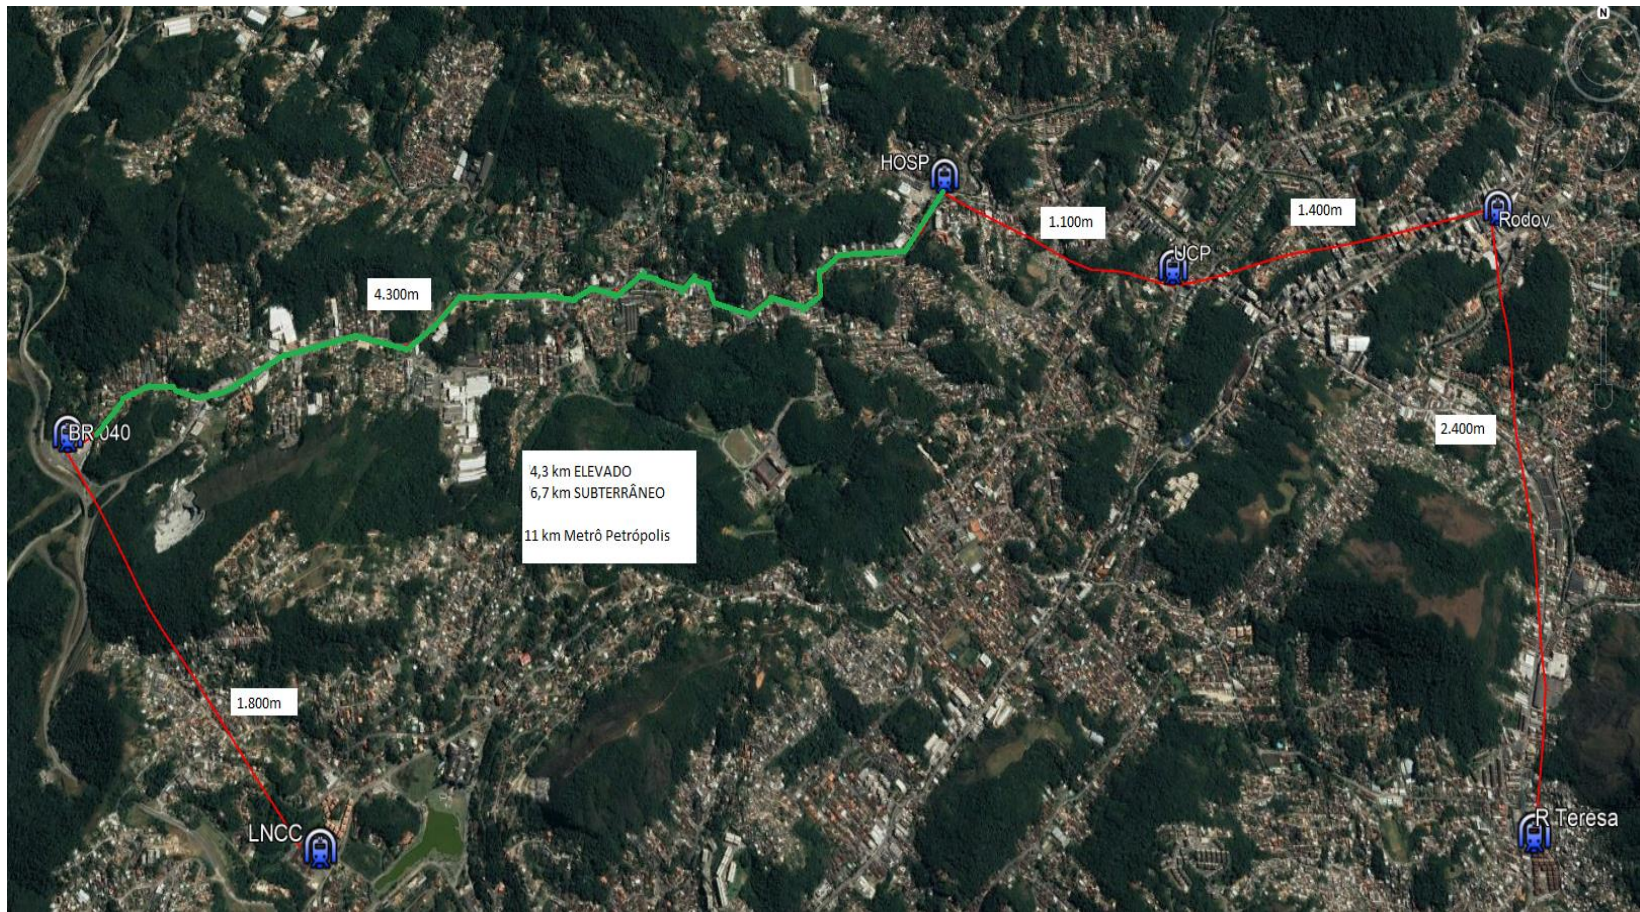 N
HOSP
1.100m
1.400m
Rodov
UCP
4.300m
BR 040
2.400m
4,3 km ELEVADO
6,7 km SUBTERRÂNEO
11 km Metrô Petrópolis
1.800m
LNCC
R Teresa